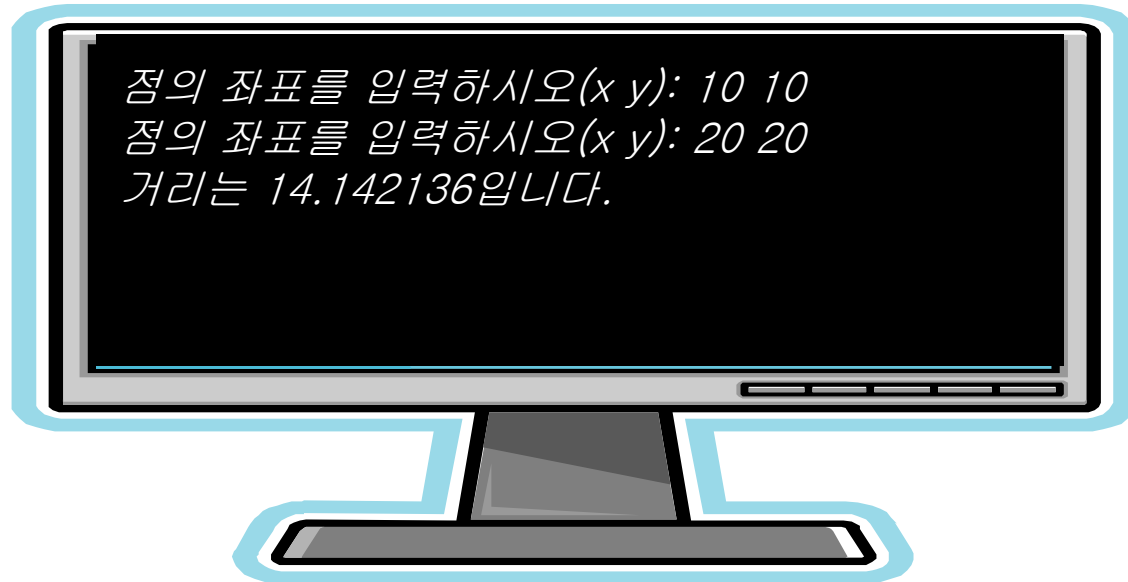 점의 좌표를 입력하시오(x y): 10 10
점의 좌표를 입력하시오(x y): 20 20
거리는 14.142136입니다.